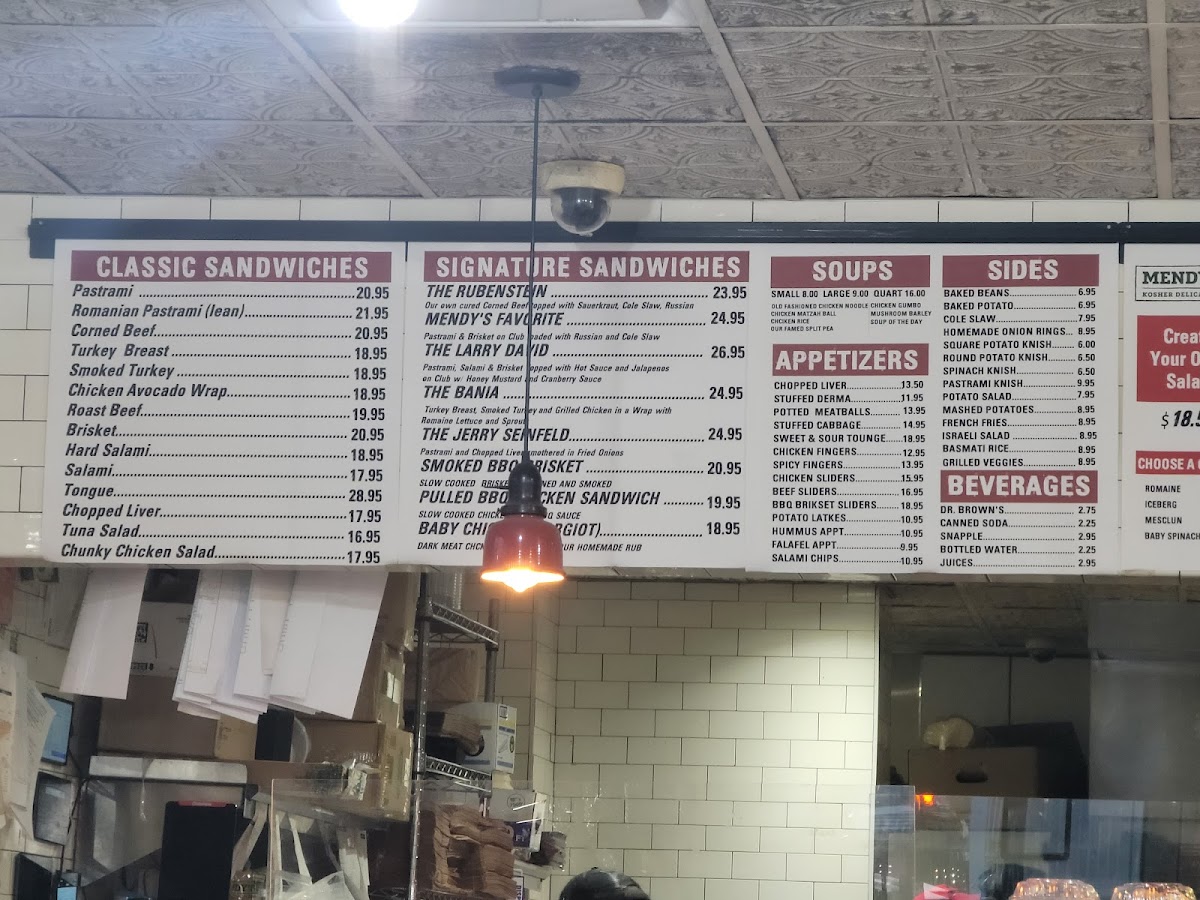 CLASSIC SANDWICHES
Pastrami 20.95
Romanian Pastrami (lean) 21.95
Corned Beef 20.95
Turkey Breast 18.95
Smoked Turkey 18.95
Chicken Avocado Wrap 18.95
Roast Beef 19.95
Brisket 20.95
Hard Salami 18.95
Salami 17.95
Tongue 28.95
Chopped Liver 17.95
Tuna Salad 16.95
Chunky Chicken Salad 17.95
SIGNATURE SANDWICHES
THE RUBENSTEIN 23.95
Our own cured Corned Beef topped with Sauerkraut, Cole Slaw, Russian
MENDY'S FAVORITE 24.95
Pastrami & Brisket on Club loaded with Russian and Cole Slaw
THE LARRY DAVID 26.95
Pastrami, Salami & Brisket topped with Hot Sauce and Jalapenos
on Club w/ Honey Mustard and Cranberry Sauce
THE BANIA 24.95
Turkey Breast, Smoked Turkey and Grilled Chicken in a Wrap with
Romaine Lettuce and Sprouts
THE JERRY SEINFELD 24.95
Pastrami and Chopped Liver smothered in Fried Onions
SMOKED BBQ BRISKET 20.95
SLOW COOKED AND SMOKED
PULLED BBQ CHICKEN SANDWICH 19.95
SLOW COOKED SAUCE
BABY 18.95
DARK MEAT OUR HOMEMADE RUB
SOUPS
SMALL 8.00 LARGE 9.00 QUART 16.00
OLD FASHIONED CHICKEN NOODLE CHICKEN GUMBO
CHICKEN MATZAH BALL MUSHROOM BARLEY
CHICKEN RICE SOUP OF THE DAY
OUR FAMED SPLIT PEA
APPETIZERS
CHOPPED LIVER 13.50
STUFFED DERMA 11.95
POTTED MEATBALLS 13.95
STUFFED CABBAGE 14.95
SWEET & SOUR TOUNGE 18.95
CHICKEN FINGERS 12.95
SPICY FINGERS 13.95
CHICKEN SLIDERS 15.95
BEEF SLIDERS 16.95
BBQ BRIKSET SLIDERS 18.95
POTATO LATKES 10.95
HUMMUS APPT 10.95
FALAFEL APPT 9.95
SALAMI CHIPS 10.95
SIDES
BAKED BEANS 6.95
BAKED POTATO 6.95
COLE SLAW 7.95
HOMEMADE ONION RINGS 8.95
SQUARE POTATO KNISH 6.00
ROUND POTATO KNISH 6.50
SPINACH KNISH 6.50
PASTRAMI KNISH 9.95
POTATO SALAD 7.95
MASHED POTATOES 8.95
FRENCH FRIES 8.95
ISRAELI SALAD 8.95
BASMATI RICE 8.95
GRILLED VEGGIES 8.95
BEVERAGES
DR. BROWN'S 2.75
CANNED SODA 2.25
SNAPPLE 2.95
BOTTLED WATER 2.25
JUICES 2.95
MENDY
KOSHER DELICA
Crea
Your O
Sala
$18.5
CHOOSE A
ROMAINE
ICEBERG
MESCLUN
BABY SPINACH